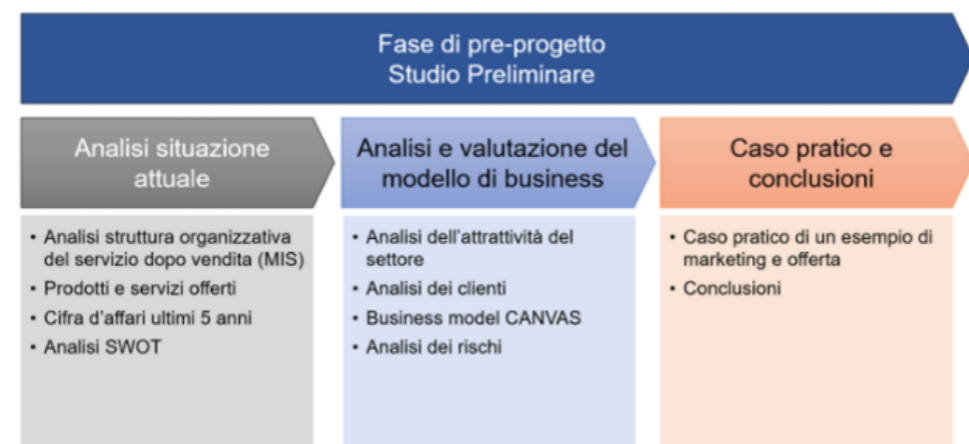 Fase di pre-progetto
Studio Preliminare
Analisi situazione
attuale
• Analisi struttura organizzativa
del servizio dopo vendita (MIS)
• Prodotti e servizi offerti
• Cifra d'affari ultimi 5 anni
• Analisi SWOT
Analisi e valutazione del
modello di business
• Analisi dell'attrattività del
settore
• Analisi dei clienti
• Business model CANVAS
• Analisi dei rischi
Caso pratico e
conclusioni
• Caso pratico di un esempio di
marketing e offerta
• Conclusioni